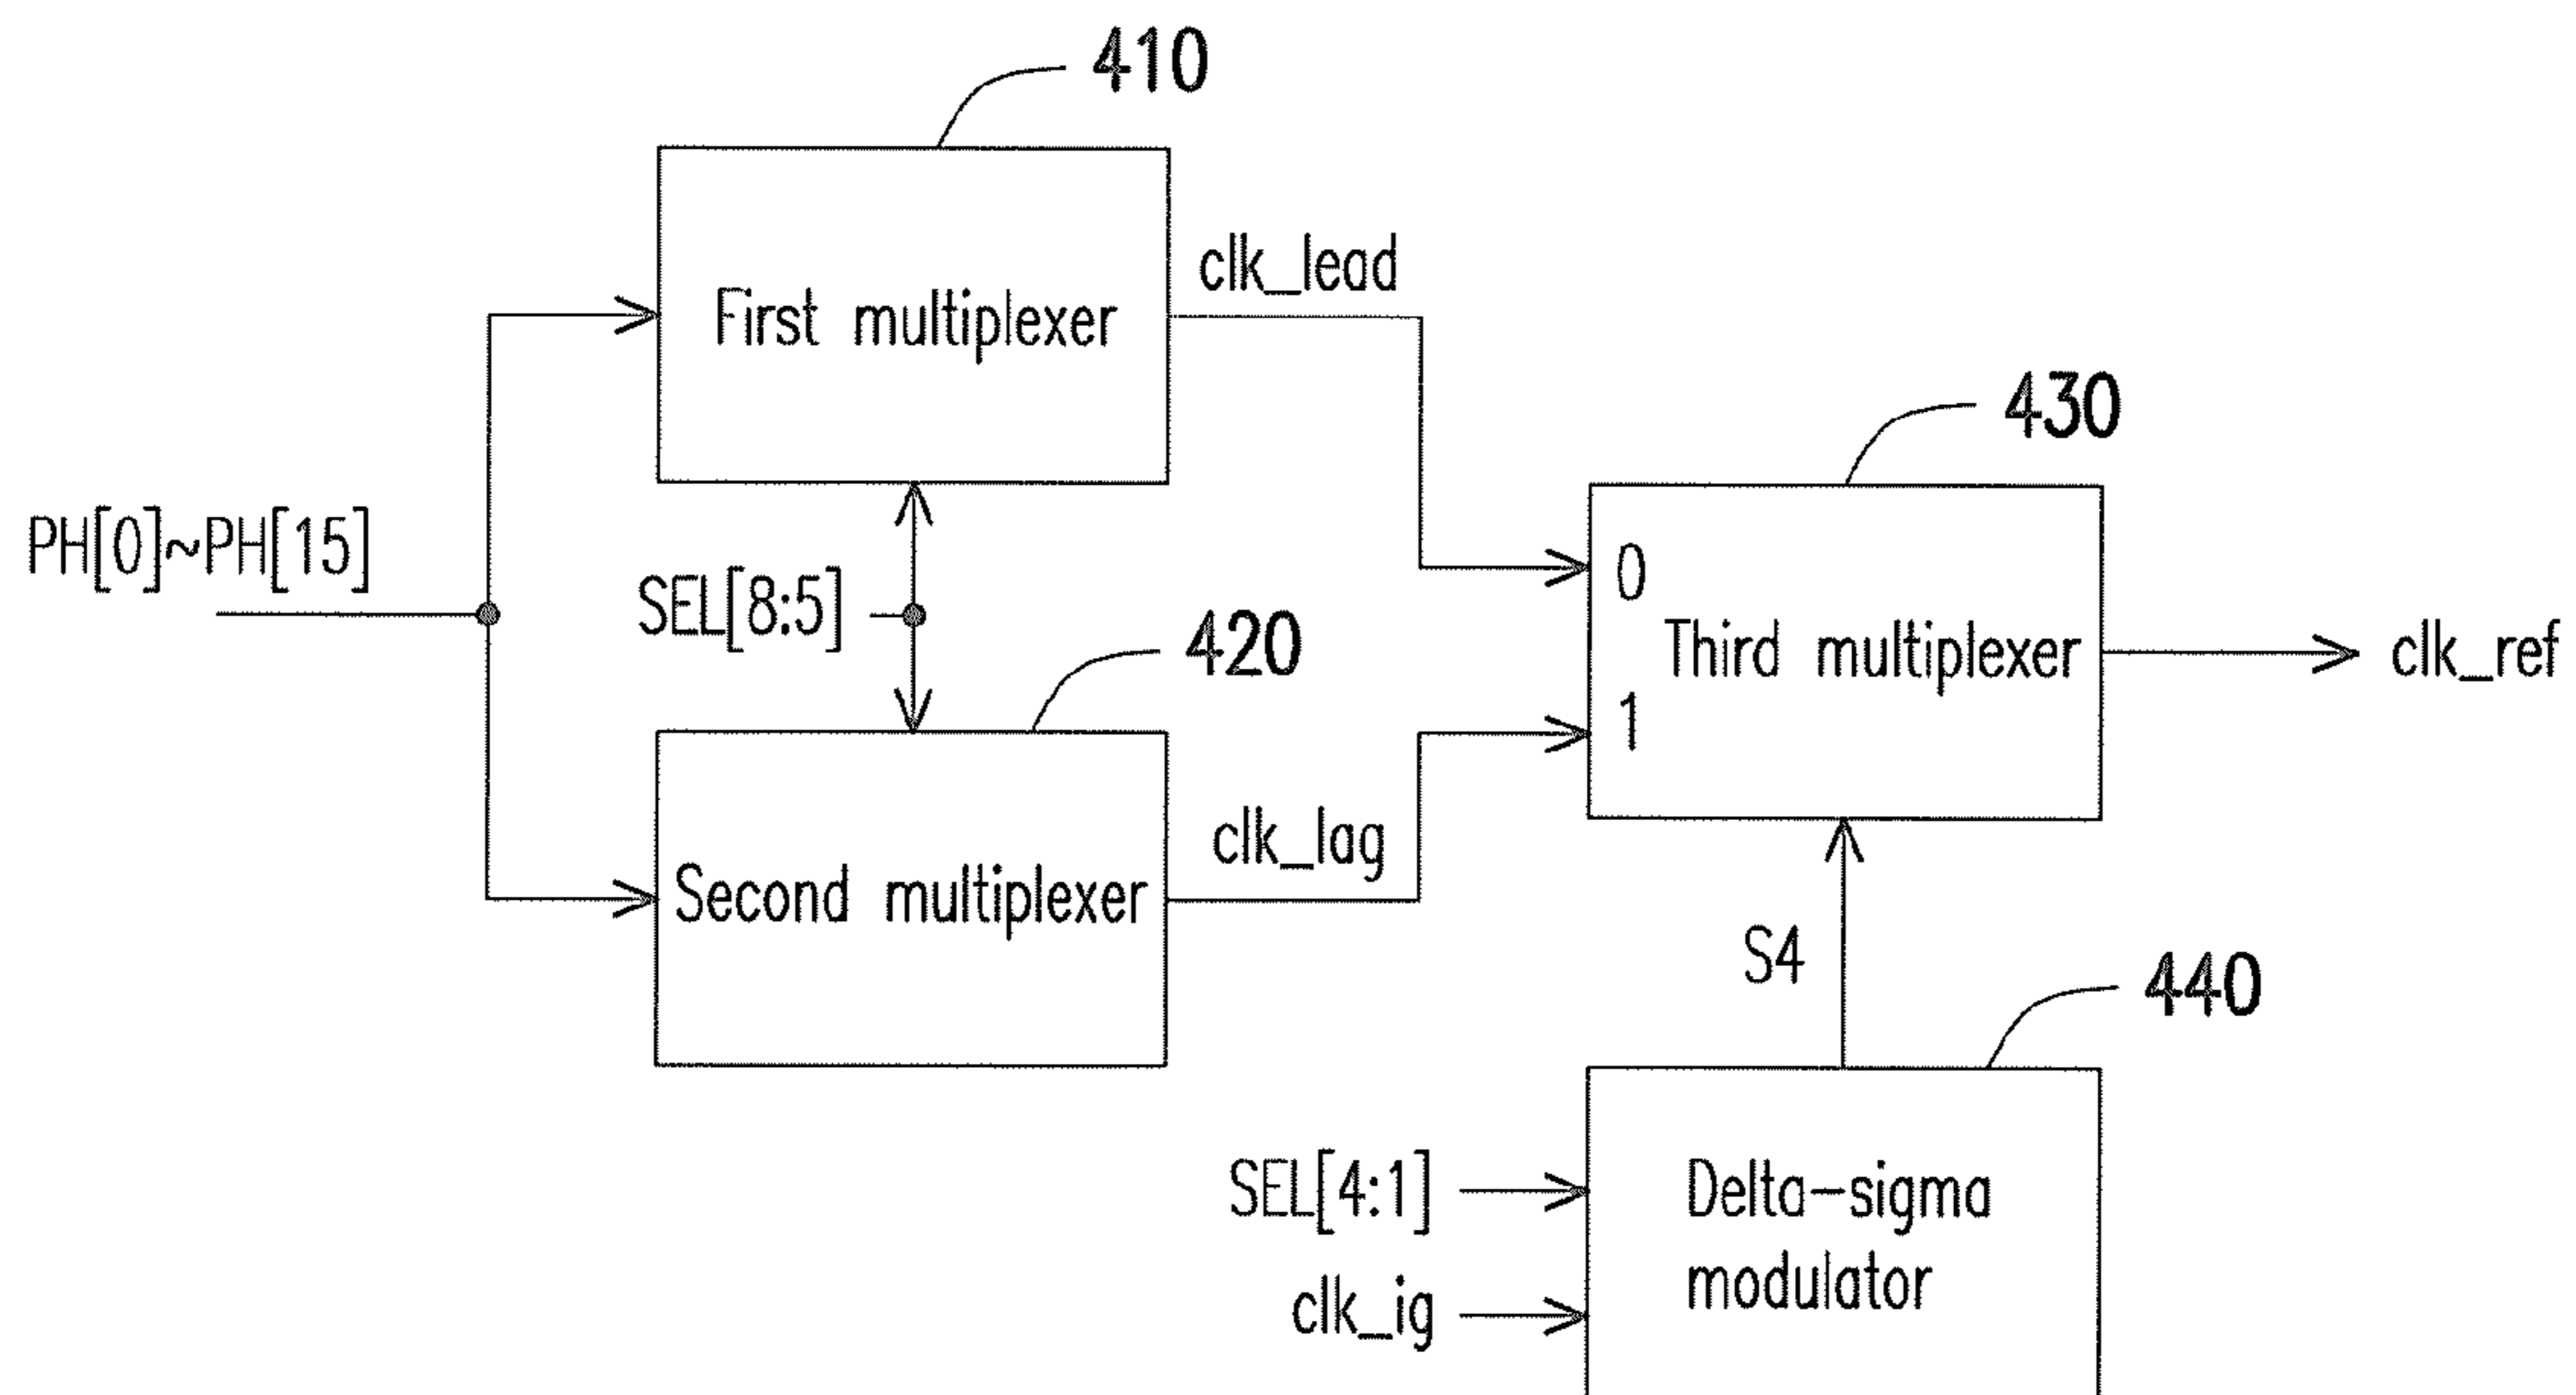 410
First multiplexer
clk_lead
430
PH[0]~PH[15]
SEL[8:5]
420
0
Third multiplexer
1
clk_ref
Second multiplexer
clk_lag
S4
440
SEL[4:1]
clk_ig
Delta-sigma
modulator